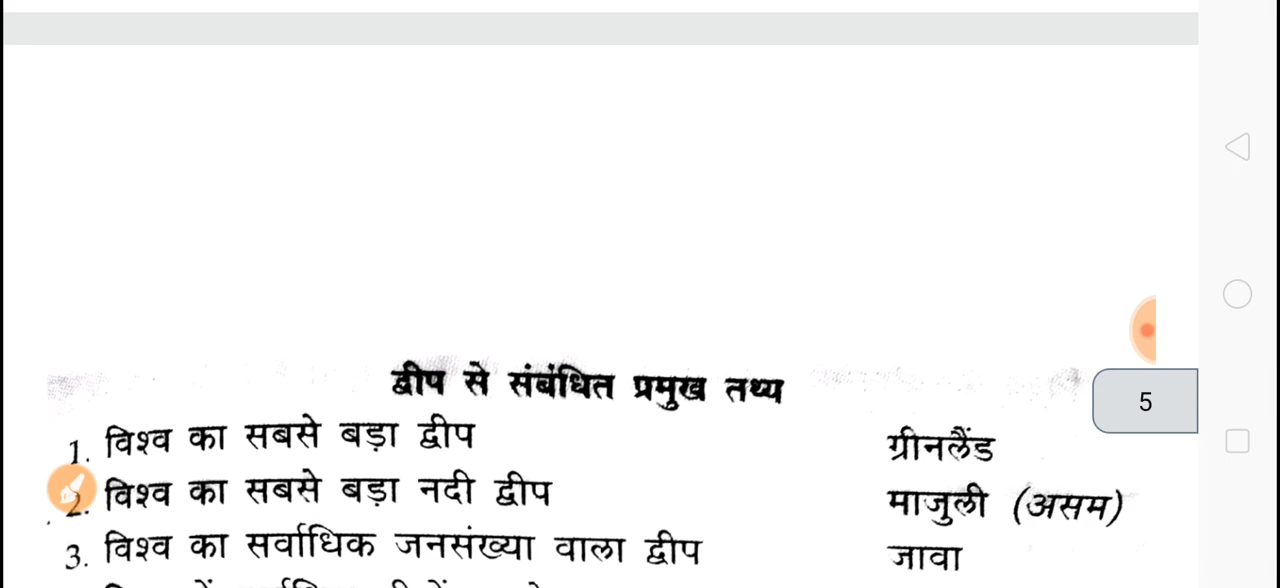 द्वीप से संबंधित प्रमुख तथ्य
5
1. विश्व का सबसे बड़ा द्वीप ग्रीनलैंड
2. विश्व का सबसे बड़ा नदी द्वीप माजुली (असम)
3. विश्व का सर्वाधिक जनसंख्या वाला द्वीप जावा